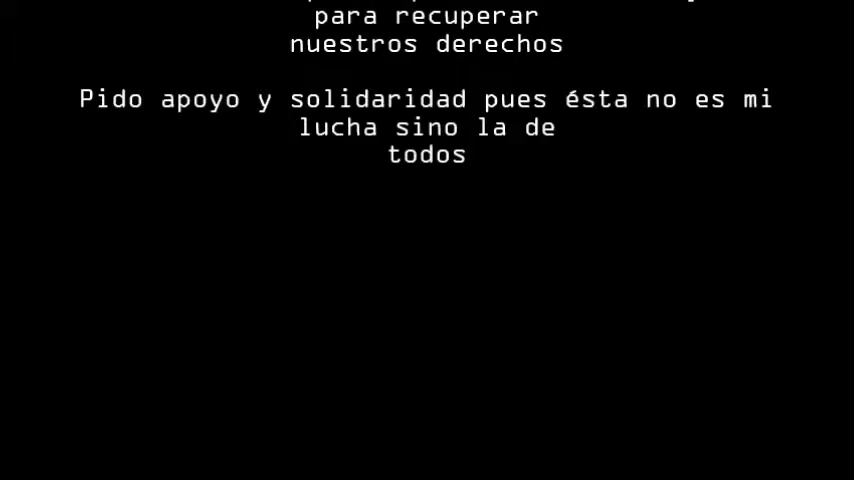 para recuperar
nuestros derechos
Pido apoyo y solidaridad pues ésta no es mi
lucha sino la de
todos